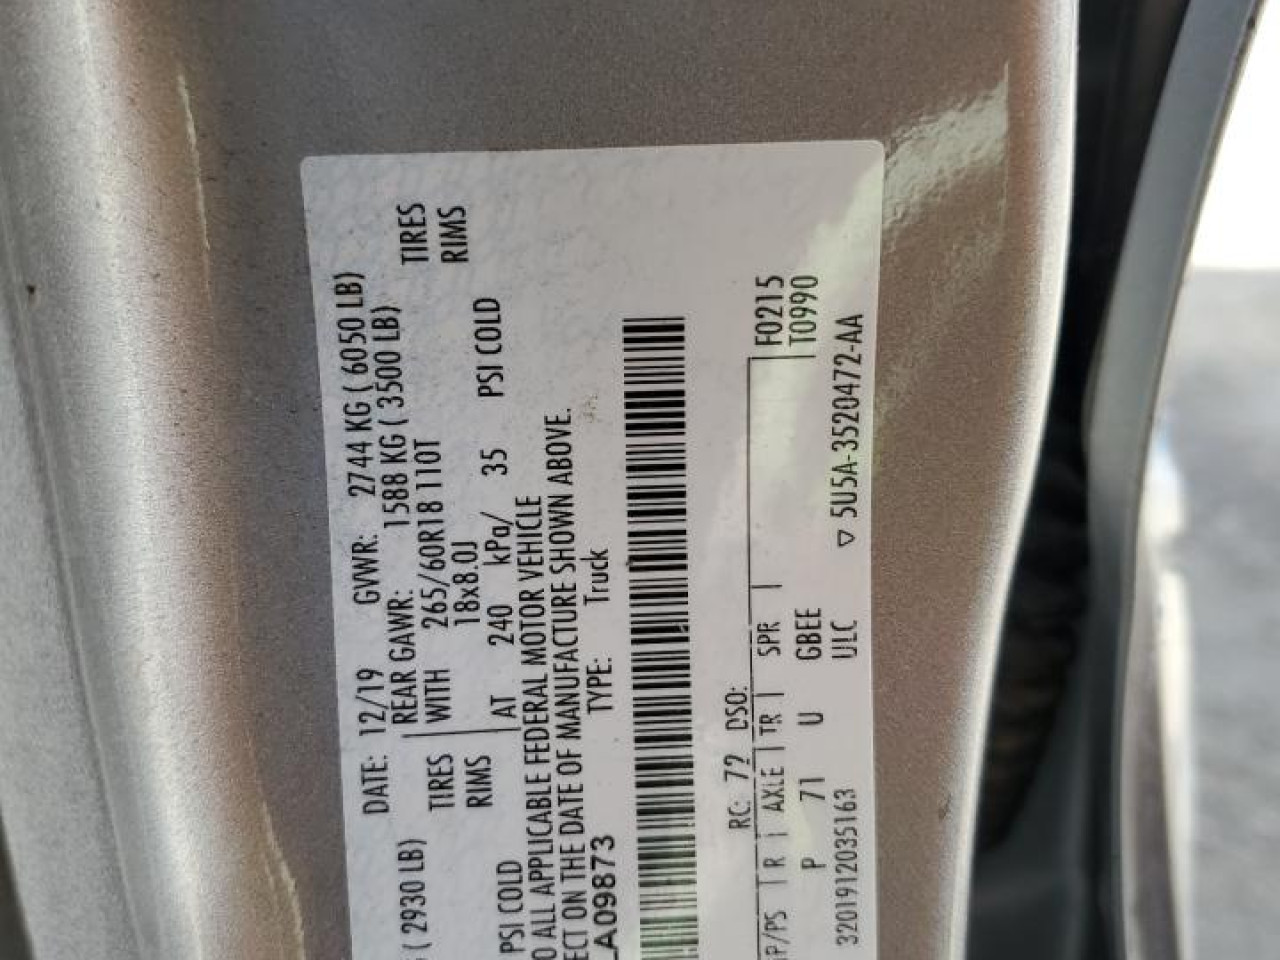 DATE: 12/19 GVWR: 2744 KG ( 6050 LB)
( 2930 LB) REAR GAWR: 1588 KG ( 3500 LB)
TIRES WITH 265/60R18 110T TIRES
RIMS 18x8.0J RIMS
PSI COLD AT 240 kPa/ 35 PSI COLD
O ALL APPLICABLE FEDERAL MOTOR VEHICLE
ECT ON THE DATE OF MANUFACTURE SHOWN ABOVE.
A09873 TYPE: Truck
RC: 72 DSO:
P/PS R AXLE TR SPR F0215
P 71 U GBEE T0990
3201912035163 ULC ▽ 5U5A-3520472-AA